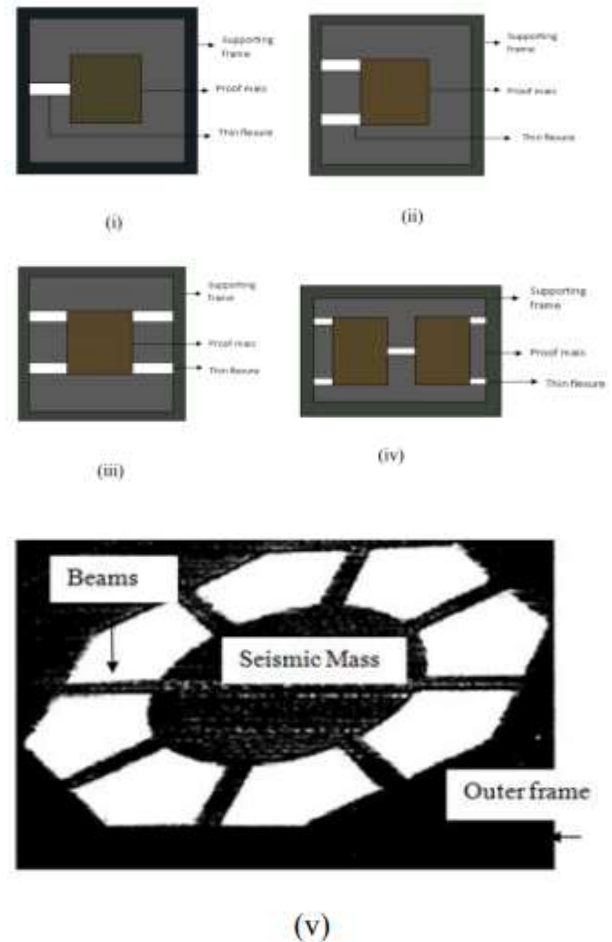 Supporting
frame
Proof mass
Thin flexure
(i)
Supporting
frame
Proof mass
Thin flexure
(ii)
Supporting
frame
Proof mass
Thin flexure
(iii)
Supporting
frame
Proof mass
Thin flexure
(iv)
Beams
Seismic Mass
Outer frame
(v)